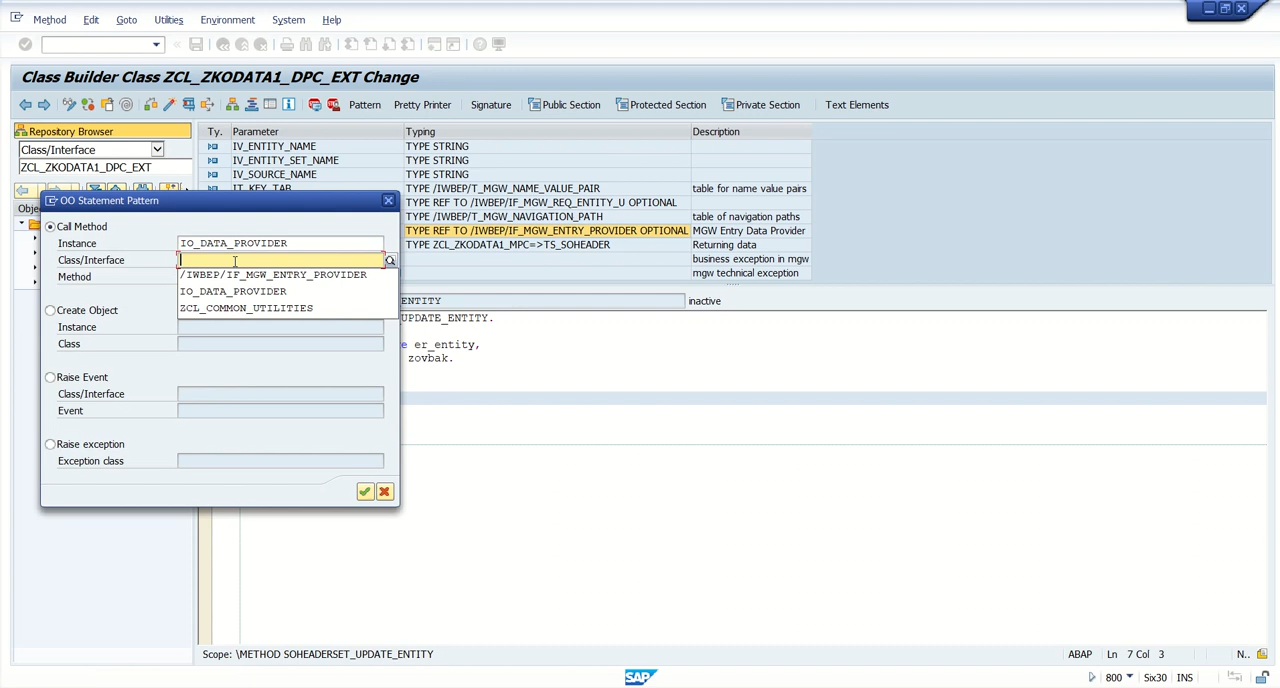 Method Edit Goto Utilities Environment System Help
Class Builder Class ZCL_ZKODATA1_DPC_EXT Change
Pattern Pretty Printer Signature Public Section Protected Section Private Section Text Elements
Repository Browser
Class/Interface
ZCL_ZKODATA1_DPC_EXT
Obje
Ty. Parameter Typing Description
IV_ENTITY_NAME TYPE STRING
IV_ENTITY_SET_NAME TYPE STRING
IV_SOURCE_NAME TYPE STRING
IT_KEY_TAB TYPE /IWBEP/T_MGW_NAME_VALUE_PAIR table for name value pairs
TYPE REF TO /IWBEP/IF_MGW_REQ_ENTITY_U OPTIONAL
TYPE /IWBEP/T_MGW_NAVIGATION_PATH table of navigation paths
TYPE REF TO /IWBEP/IF_MGW_ENTRY_PROVIDER OPTIONAL MGW Entry Data Provider
TYPE ZCL_ZKODATA1_MPC=>TS_SOHEADER Returning data
business exception in mgw
mgw technical exception
OO Statement Pattern
Call Method
Instance IO_DATA_PROVIDER
Class/Interface
Method
/IWBEP/IF_MGW_ENTRY_PROVIDER
IO_DATA_PROVIDER
ZCL_COMMON_UTILITIES
Create Object
Instance
Class
Raise Event
Class/Interface
Event
Raise exception
Exception class
ENTITY inactive
UPDATE_ENTITY.
e er_entity,
zovbak.
Scope: \METHOD SOHEADERSET_UPDATE_ENTITY ABAP Ln 7 Col 3 N..
SAP 800 Six30 INS